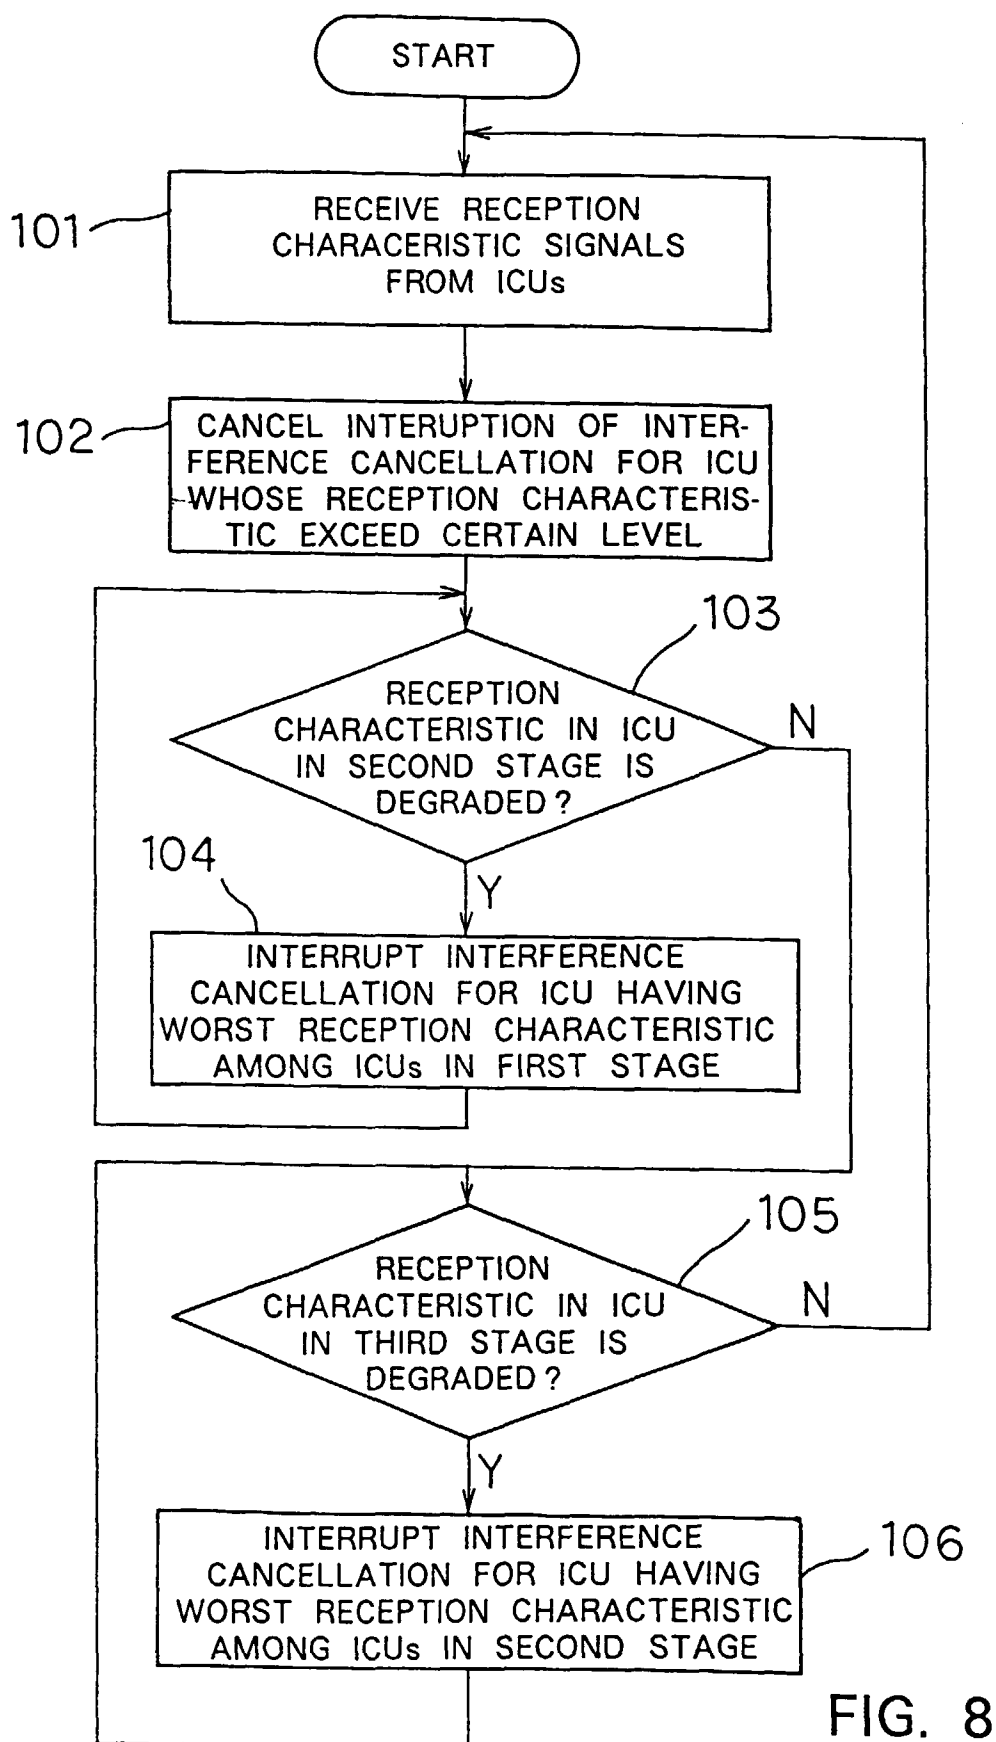 START
101
RECEIVE RECEPTION
CHARACERISTIC SIGNALS
FROM ICUs
102
CANCEL INTERUPTION OF INTER-
FERENCE CANCELLATION FOR ICU
WHOSE RECEPTION CHARACTERIS-
TIC EXCEED CERTAIN LEVEL
103
RECEPTION
CHARACTERISTIC IN ICU
IN SECOND STAGE IS
DEGRADED?
N
104
Y
INTERRUPT INTERFERENCE
CANCELLATION FOR ICU HAVING
WORST RECEPTION CHARACTERISTIC
AMONG ICUs IN FIRST STAGE
105
RECEPTION
CHARACTERISTIC IN ICU
IN THIRD STAGE IS
DEGRADED?
N
Y
106
INTERRUPT INTERFERENCE
CANCELLATION FOR ICU HAVING
WORST RECEPTION CHARACTERISTIC
AMONG ICUs IN SECOND STAGE
FIG. 8